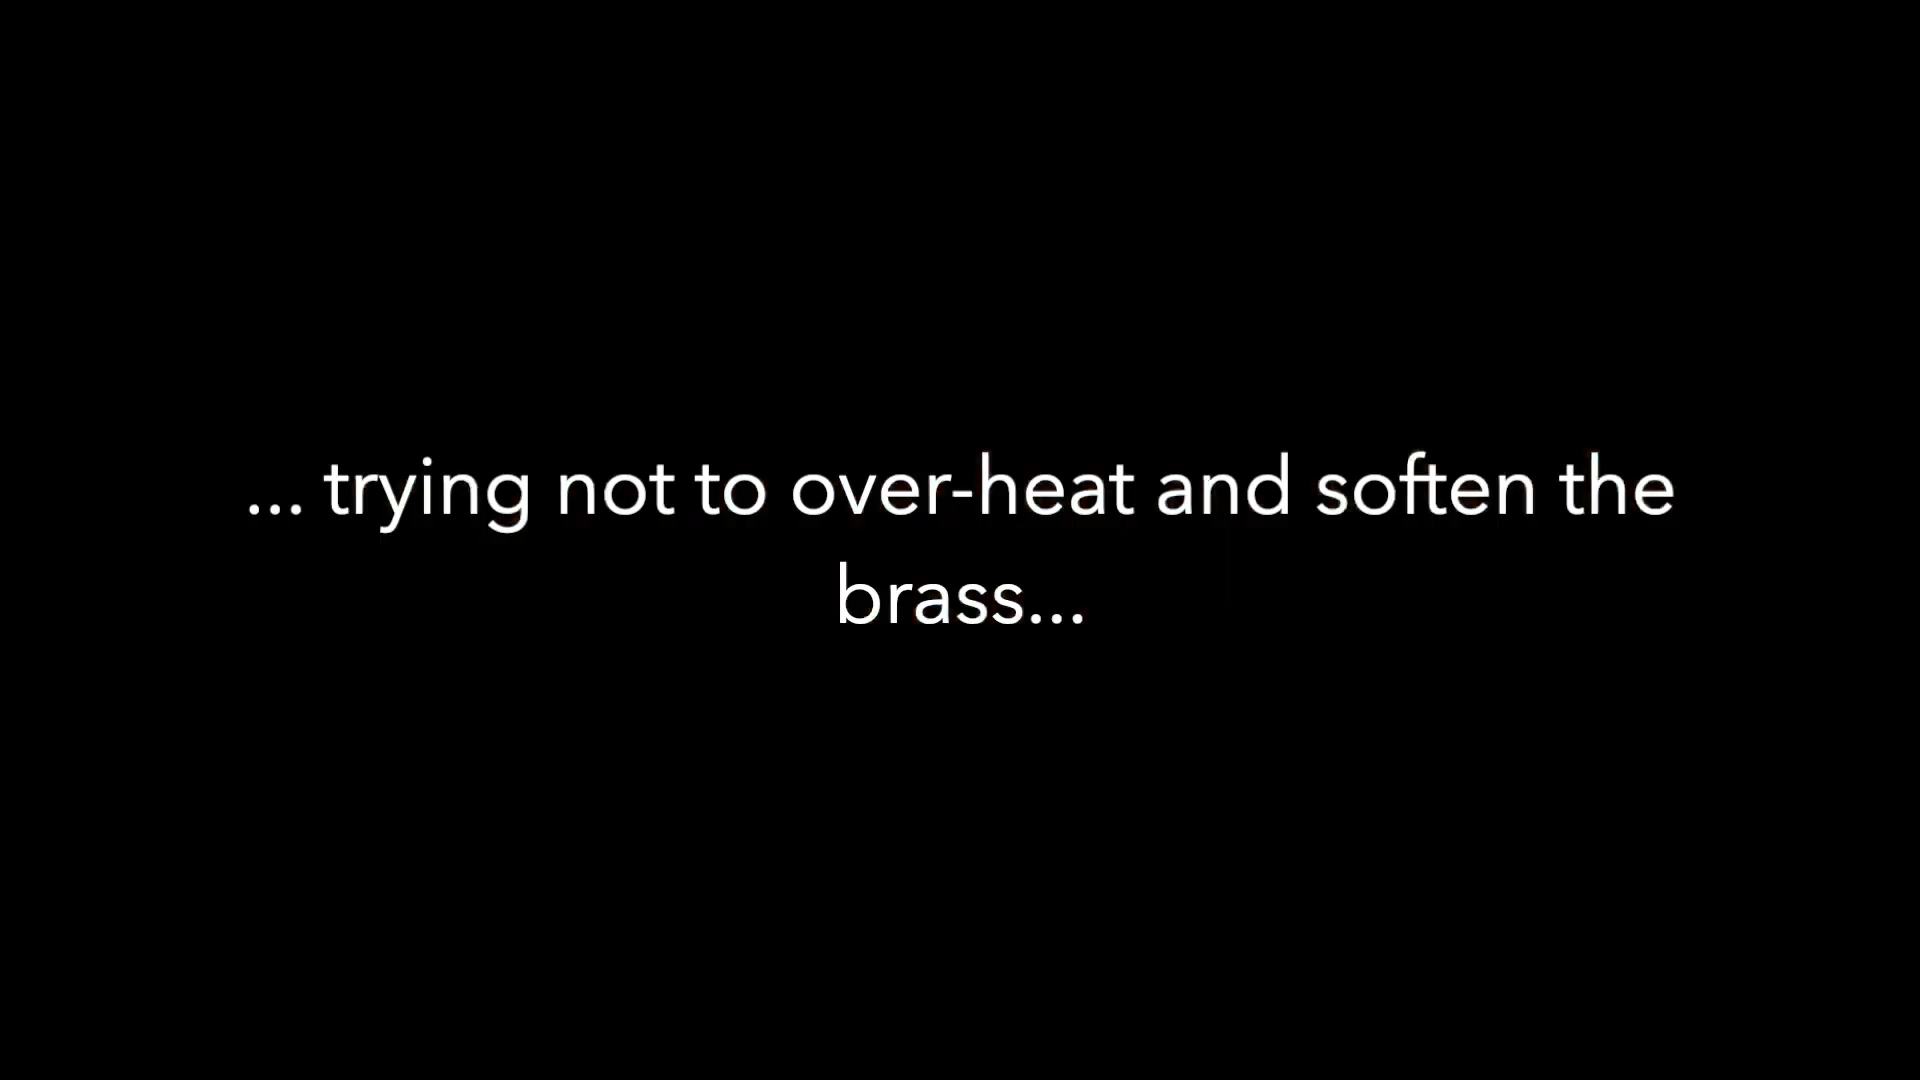 ... trying not to over-heat and soften the
brass...